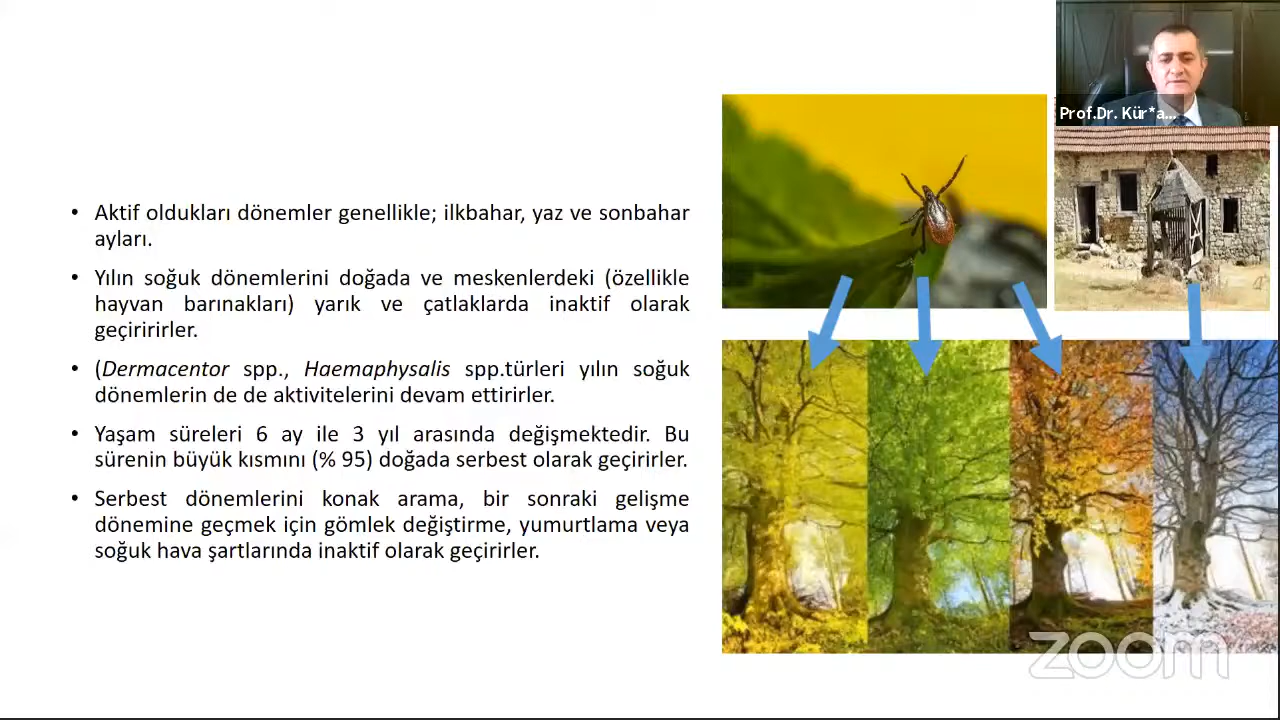 Prof.Dr. Kür*a...
• Aktif oldukları dönemler genellikle; ilkbahar, yaz ve sonbahar
ayları.
• Yılın soğuk dönemlerini doğada ve meskenlerdeki (özellikle
hayvan barınakları) yarık ve çatlaklarda inaktif olarak
geçiririrler.
• (Dermacentor spp., Haemaphysalis spp.türleri yılın soğuk
dönemlerin de de aktivitelerini devam ettirirler.
• Yaşam süreleri 6 ay ile 3 yıl arasında değişmektedir. Bu
sürenin büyük kısmını (% 95) doğada serbest olarak geçirirler.
• Serbest dönemlerini konak arama, bir sonraki gelişme
dönemine geçmek için gömlek değiştirme, yumurtlama veya
soğuk hava şartlarında inaktif olarak geçirirler.
zoom